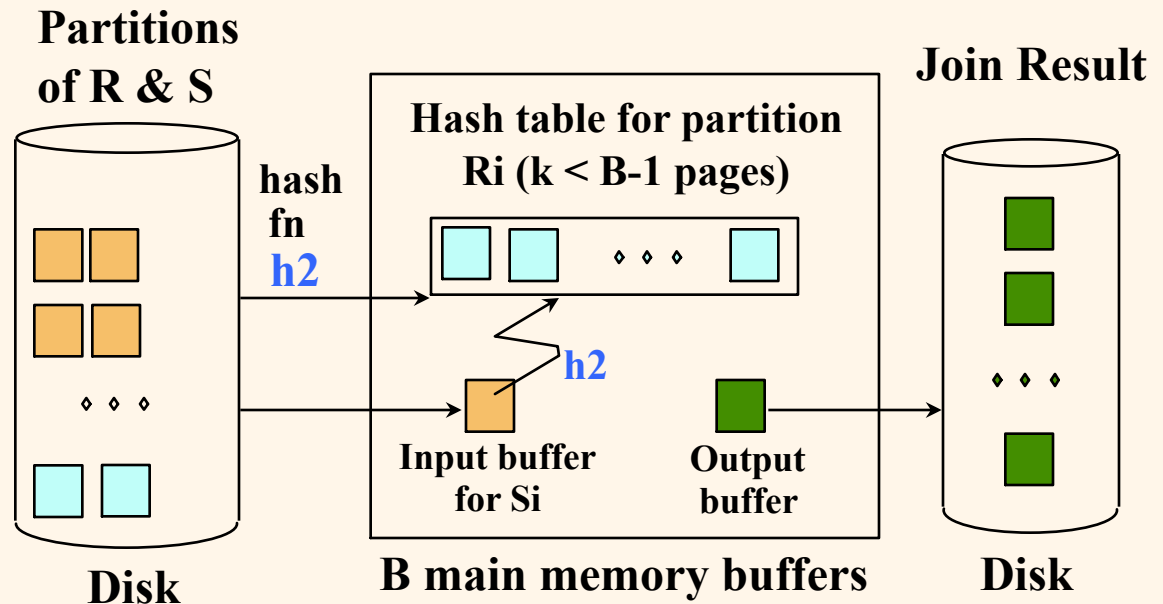 Partitions
of R & S
hash
fn
h2
Hash table for partition
Ri (k < B-1 pages)
h2
Input buffer
for Si
Output
buffer
Join Result
Disk
B main memory buffers
Disk